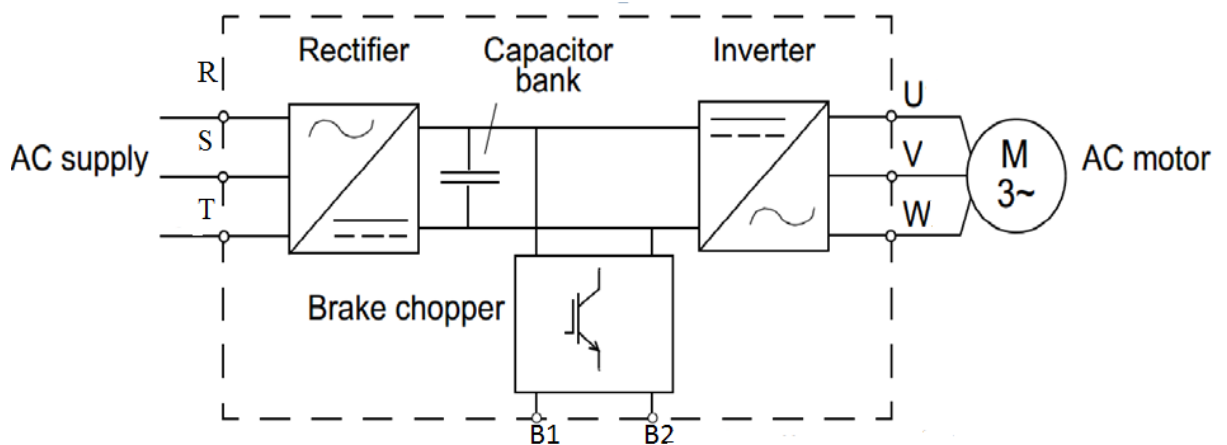 Rectifier
Capacitor
bank
Inverter
R
U
S
AC supply
V
M
3~
AC motor
T
W
Brake chopper
B1
B2